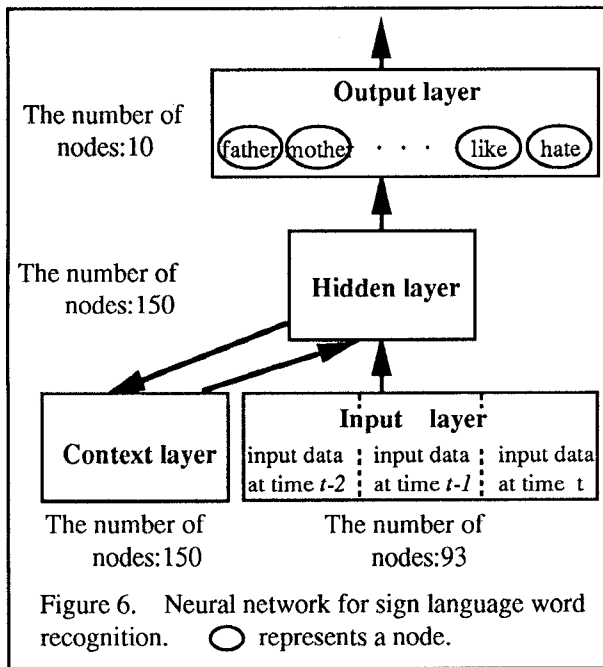 Output layer
The number of
nodes:10
father mother · · · like hate
The number of
nodes:150
Hidden layer
Context layer
Input layer
input data
at time t-2
input data
at time t-1
input data
at time t
The number of
nodes:150
The number of
nodes:93
Figure 6. Neural network for sign language word
recognition. represents a node.